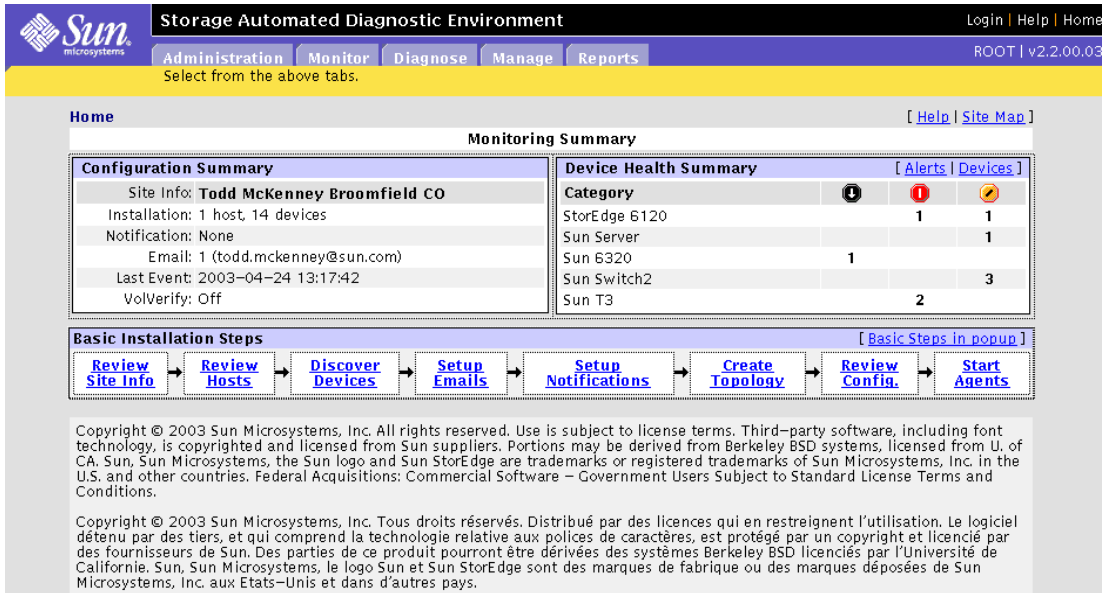 Sun
microsystems
Storage Automated Diagnostic Environment
Login | Help | Home
Administration Monitor Diagnose Manage Reports
ROOT | v2.2.00.03
Select from the above tabs.
Home
[ Help | Site Map ]
Monitoring Summary
Configuration Summary
Site Info: Todd McKenney Broomfield CO
Installation: 1 host, 14 devices
Notification: None
Email: 1 (todd.mckenney@sun.com)
Last Event: 2003-04-24 13:17:42
VolVerify: Off
Device Health Summary [ Alerts | Devices ]
Category
StorEdge 6120 1 1
Sun Server 1
Sun 6320 1
Sun Switch2 3
Sun T3 2
Basic Installation Steps
[ Basic Steps in popup ]
Review Site Info
Review Hosts
Discover Devices
Setup Emails
Setup Notifications
Create Topology
Review Config.
Start Agents
Copyright © 2003 Sun Microsystems, Inc. All rights reserved. Use is subject to license terms. Third-party software, including font
technology, is copyrighted and licensed from Sun suppliers. Portions may be derived from Berkeley BSD systems, licensed from U. of
CA. Sun, Sun Microsystems, the Sun logo and Sun StorEdge are trademarks or registered trademarks of Sun Microsystems, Inc. in the
U.S. and other countries. Federal Acquisitions: Commercial Software - Government Users Subject to Standard License Terms and
Conditions.
Copyright © 2003 Sun Microsystems, Inc. Tous droits réservés. Distribué par des licences qui en restreignent l'utilisation. Le logiciel
détenu par des tiers, et qui comprend la technologie relative aux polices de caractères, est protégé par un copyright et licencié par
des fournisseurs de Sun. Des parties de ce produit pourront être dérivées des systèmes Berkeley BSD licenciés par l'Université de
Californie. Sun, Sun Microsystems, le logo Sun et Sun StorEdge sont des marques de fabrique ou des marques déposées de Sun
Microsystems, Inc. aux Etats-Unis et dans d'autres pays.